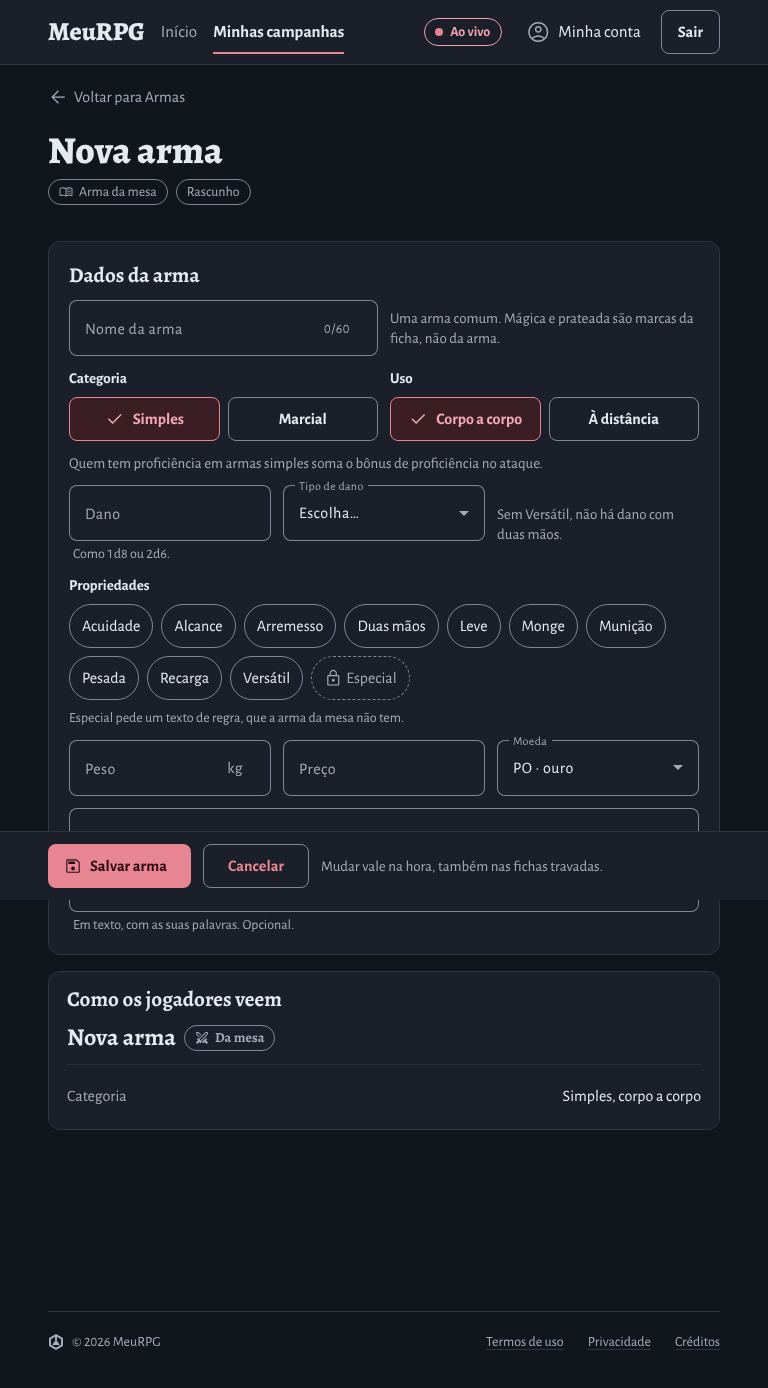 MeuRPG Início Minhas campanhas Ao vivo Minha conta Sair
Voltar para Armas
Nova arma
Arma da mesa Rascunho
Dados da arma
Nome da arma 0/60
Uma arma comum. Mágica e prateada são marcas da
ficha, não da arma.
Categoria Uso
Simples Marcial Corpo a corpo À distância
Quem tem proficiência em armas simples soma o bônus de proficiência no ataque.
Tipo de dano
Dano Escolha…
Sem Versátil, não há dano com
duas mãos.
Como 1d8 ou 2d6.
Propriedades
Acuidade Alcance Arremesso Duas mãos Leve Monge Munição
Pesada Recarga Versátil Especial
Especial pede um texto de regra, que a arma da mesa não tem.
Moeda
Peso kg Preço PO · ouro
Salvar arma Cancelar Mudar vale na hora, também nas fichas travadas.
Em texto, com as suas palavras. Opcional.
Como os jogadores veem
Nova arma Da mesa
Categoria Simples, corpo a corpo
© 2026 MeuRPG Termos de uso Privacidade Créditos